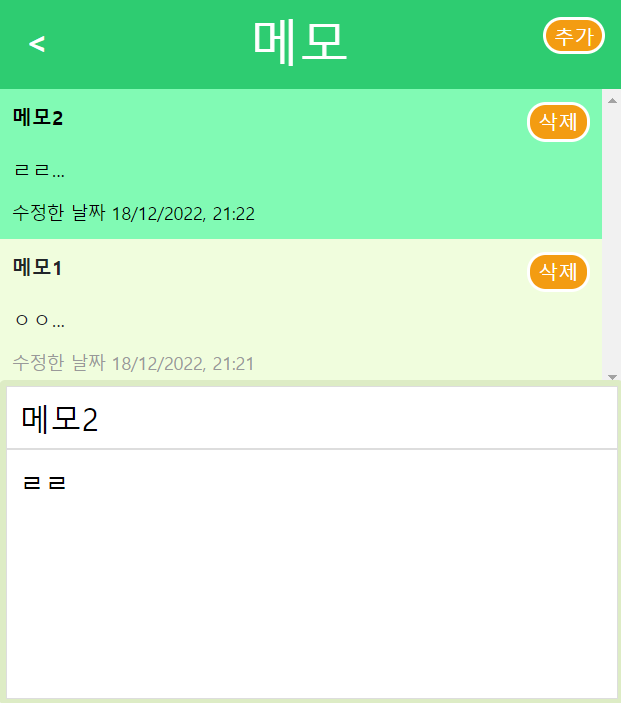 < 메모 추가
메모2 삭제
ㄹㄹ...
수정한 날짜 18/12/2022, 21:22
메모1 삭제
ㅇㅇ...
수정한 날짜 18/12/2022, 21:21
메모2
ㄹㄹ